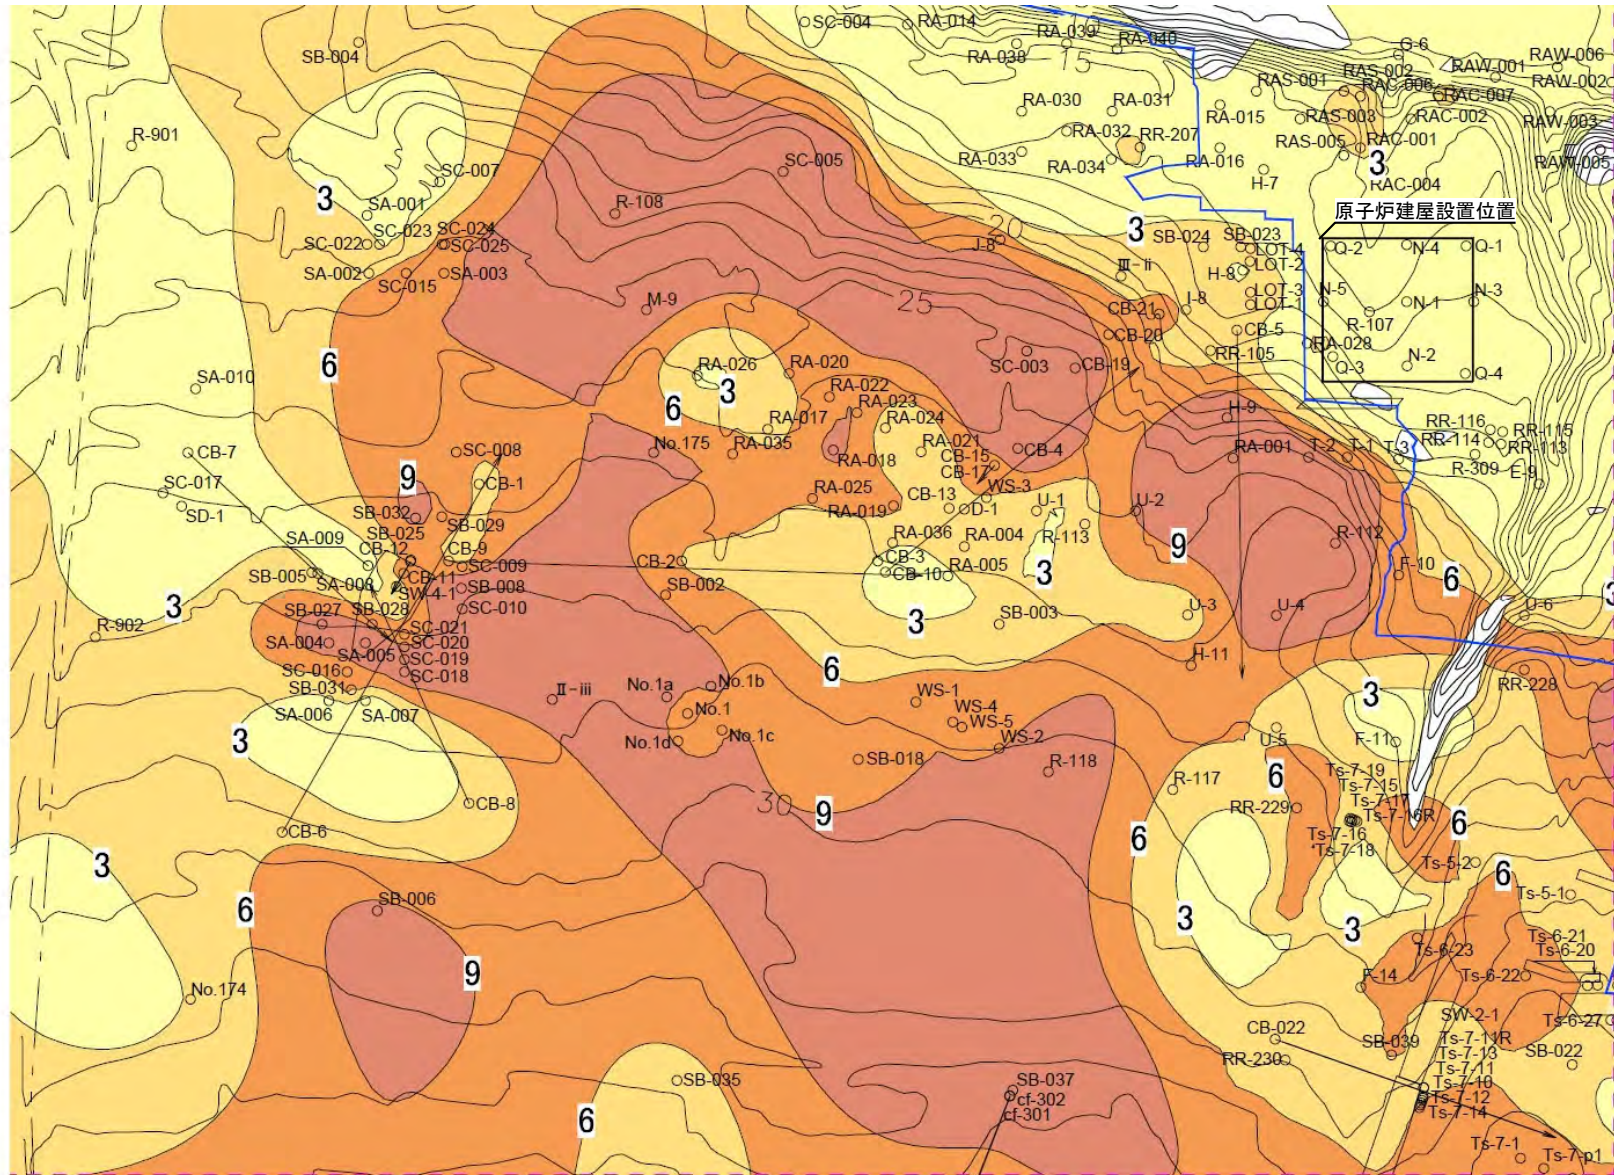 SC-004
RA-014
RA-039
RA-040
RA-038
15
SB-004
G-6
RAS-002
RAW-001
RAW-006
RAS-001
RAC-006
RAW-002
RAC-007
RA-030
RA-031
RA-015
RAS-003
RAC-002
RAW-003
R-901
RA-032
RR-207
RAS-005
RAC-001
RA-033
RA-034
RA-016
3
RAW-005
SC-005
SC-007
H-7
RAC-004
3
SA-001
R-108
原子炉建屋設置位置
SC-023
SC-024
20
3
SC-022
SC-025
J-8
SB-024
SB-023
LOT-4
Q-2
N-4
Q-1
SA-002
SA-003
III-ii
H-8
LOT-2
SC-015
LOT-3
N-5
N-3
M-9
25
CB-21
I-8
LOT-1
N-1
R-107
CB-20
CB-5
RA-028
6
RA-026
RA-020
SC-003
CB-19
RR-105
Q-3
N-2
Q-4
SA-010
3
RA-022
6
RA-023
RA-017
RA-024
H-9
RR-116
RR-115
No.175
RA-035
RA-021
RA-001
T-2
T-1
T-3
RR-114
RR-113
CB-7
SC-008
RA-018
CB-15
CB-4
R-309
CB-17
E-9
9
CB-1
SC-017
RA-025
CB-13
WS-3
SD-1
SB-032
RA-019
D-1
U-1
U-2
SB-025
SB-029
SA-009
RA-036
RA-004
R-113
R-112
CB-12
CB-9
CB-2
CB-3
9
SB-005
SC-009
CB-10
RA-005
3
F-10
SA-008
CB-11
SB-008
SB-002
6
SW-4-1
3
3
SB-027
SB-028
SC-010
U-3
U-4
U-6
R-902
3
SB-003
SC-021
SA-004
SC-020
SA-005
SC-019
H-11
SC-016
SC-018
6
SB-031
II-iii
No.1a
No.1b
WS-1
3
RR-228
SA-006
SA-007
No.1
WS-4
WS-5
3
No.1d
No.1c
WS-2
U-5
F-11
SB-018
R-118
R-117
6
Ts-7-19
Ts-7-15
CB-8
30
9
RR-229
Ts-7-17
Ts-7-16R
6
CB-6
6
Ts-7-16
Ts-7-18
3
Ts-5-2
6
Ts-5-1
6
SB-006
3
3
Ts-6-21
Ts-6-23
Ts-6-20
9
F-14
Ts-6-22
No.174
SW-2-1
Ts-6-27
CB-022
Ts-7-11R
SB-039
Ts-7-13
SB-022
RR-230
Ts-7-11
SB-035
SB-037
Ts-7-10
cf-302
Ts-7-12
cf-301
Ts-7-14
6
Ts-7-1
Ts-7-p1